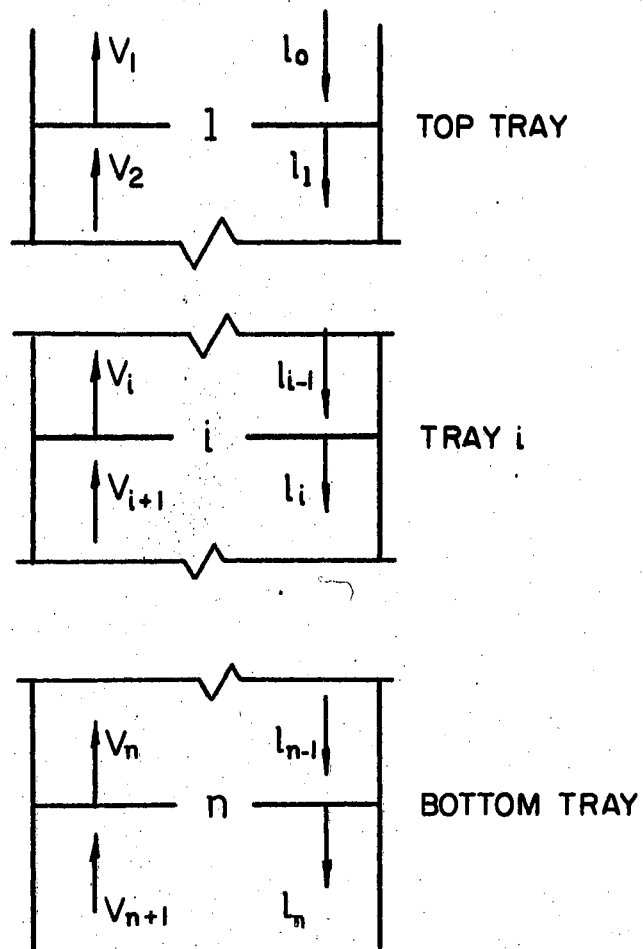 V₁ l₀
1 TOP TRAY
V₂ l₁
Vᵢ lᵢ₋₁
i TRAY i
Vᵢ₊₁ lᵢ
Vₙ lₙ₋₁
n BOTTOM TRAY
Vₙ₊₁ lₙ